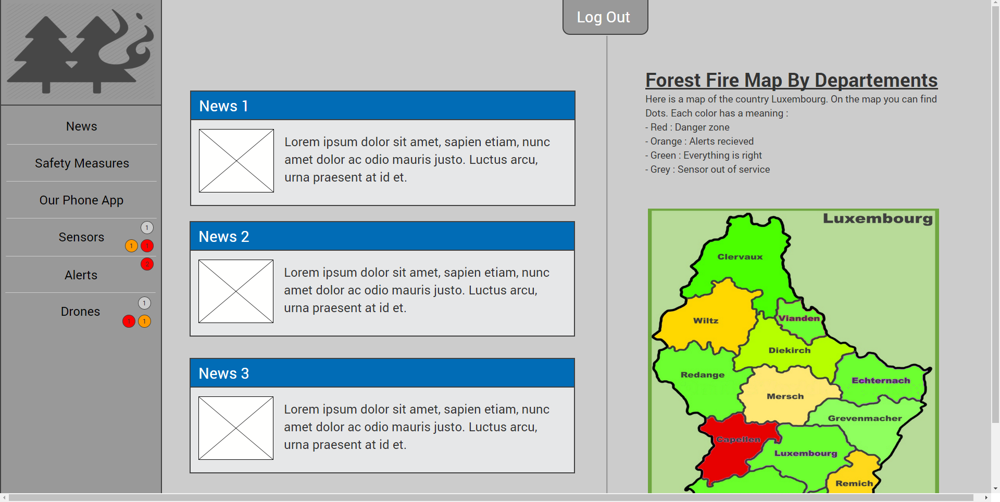 Log Out
News
Safety Measures
Our Phone App
Sensors
1
1
1
Alerts
2
Drones
1
1
1
News 1
Lorem ipsum dolor sit amet, sapien etiam, nunc
amet dolor ac odio mauris justo. Luctus arcu,
urna praesent at id et.
News 2
Lorem ipsum dolor sit amet, sapien etiam, nunc
amet dolor ac odio mauris justo. Luctus arcu,
urna praesent at id et.
News 3
Lorem ipsum dolor sit amet, sapien etiam, nunc
amet dolor ac odio mauris justo. Luctus arcu,
urna praesent at id et.
Forest Fire Map By Departements
Here is a map of the country Luxembourg. On the map you can find
Dots. Each color has a meaning :
- Red : Danger zone
- Orange : Alerts recieved
- Green : Everything is right
- Grey : Sensor out of service
Luxembourg
Clervaux
Wiltz
Vianden
Diekirch
Redange
Echternach
Mersch
Grevenmacher
Capellen
Luxembourg
Remich